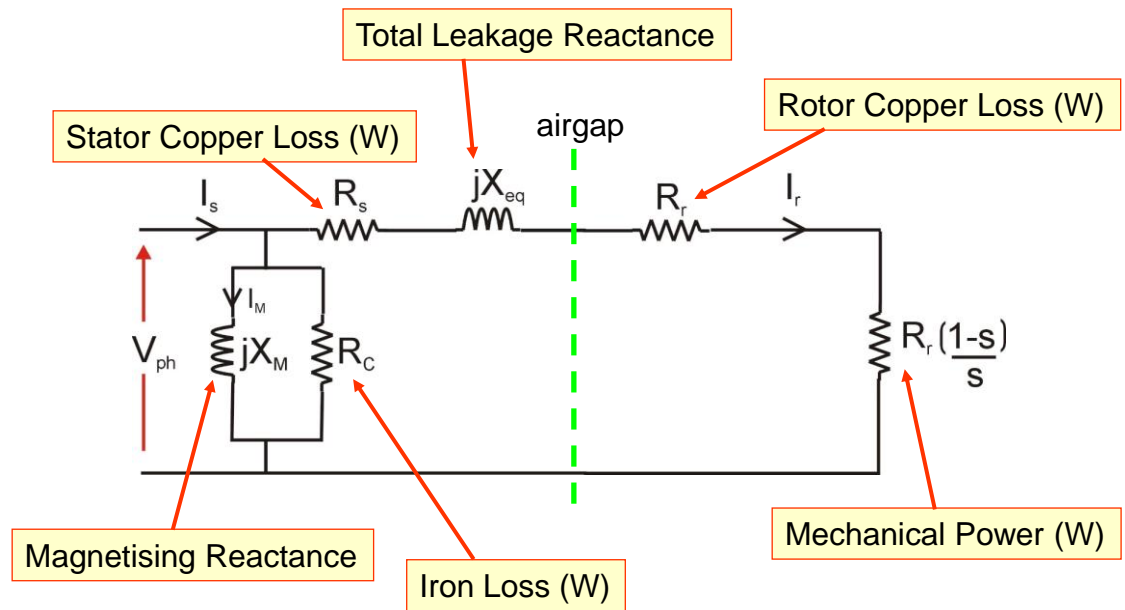 Total Leakage Reactance
Rotor Copper Loss (W)
Stator Copper Loss (W)
airgap
I_s
R_s
jX_eq
R_r
I_r
I_M
V_ph
jX_M
R_C
R_r (1-s)
s
Magnetising Reactance
Iron Loss (W)
Mechanical Power (W)